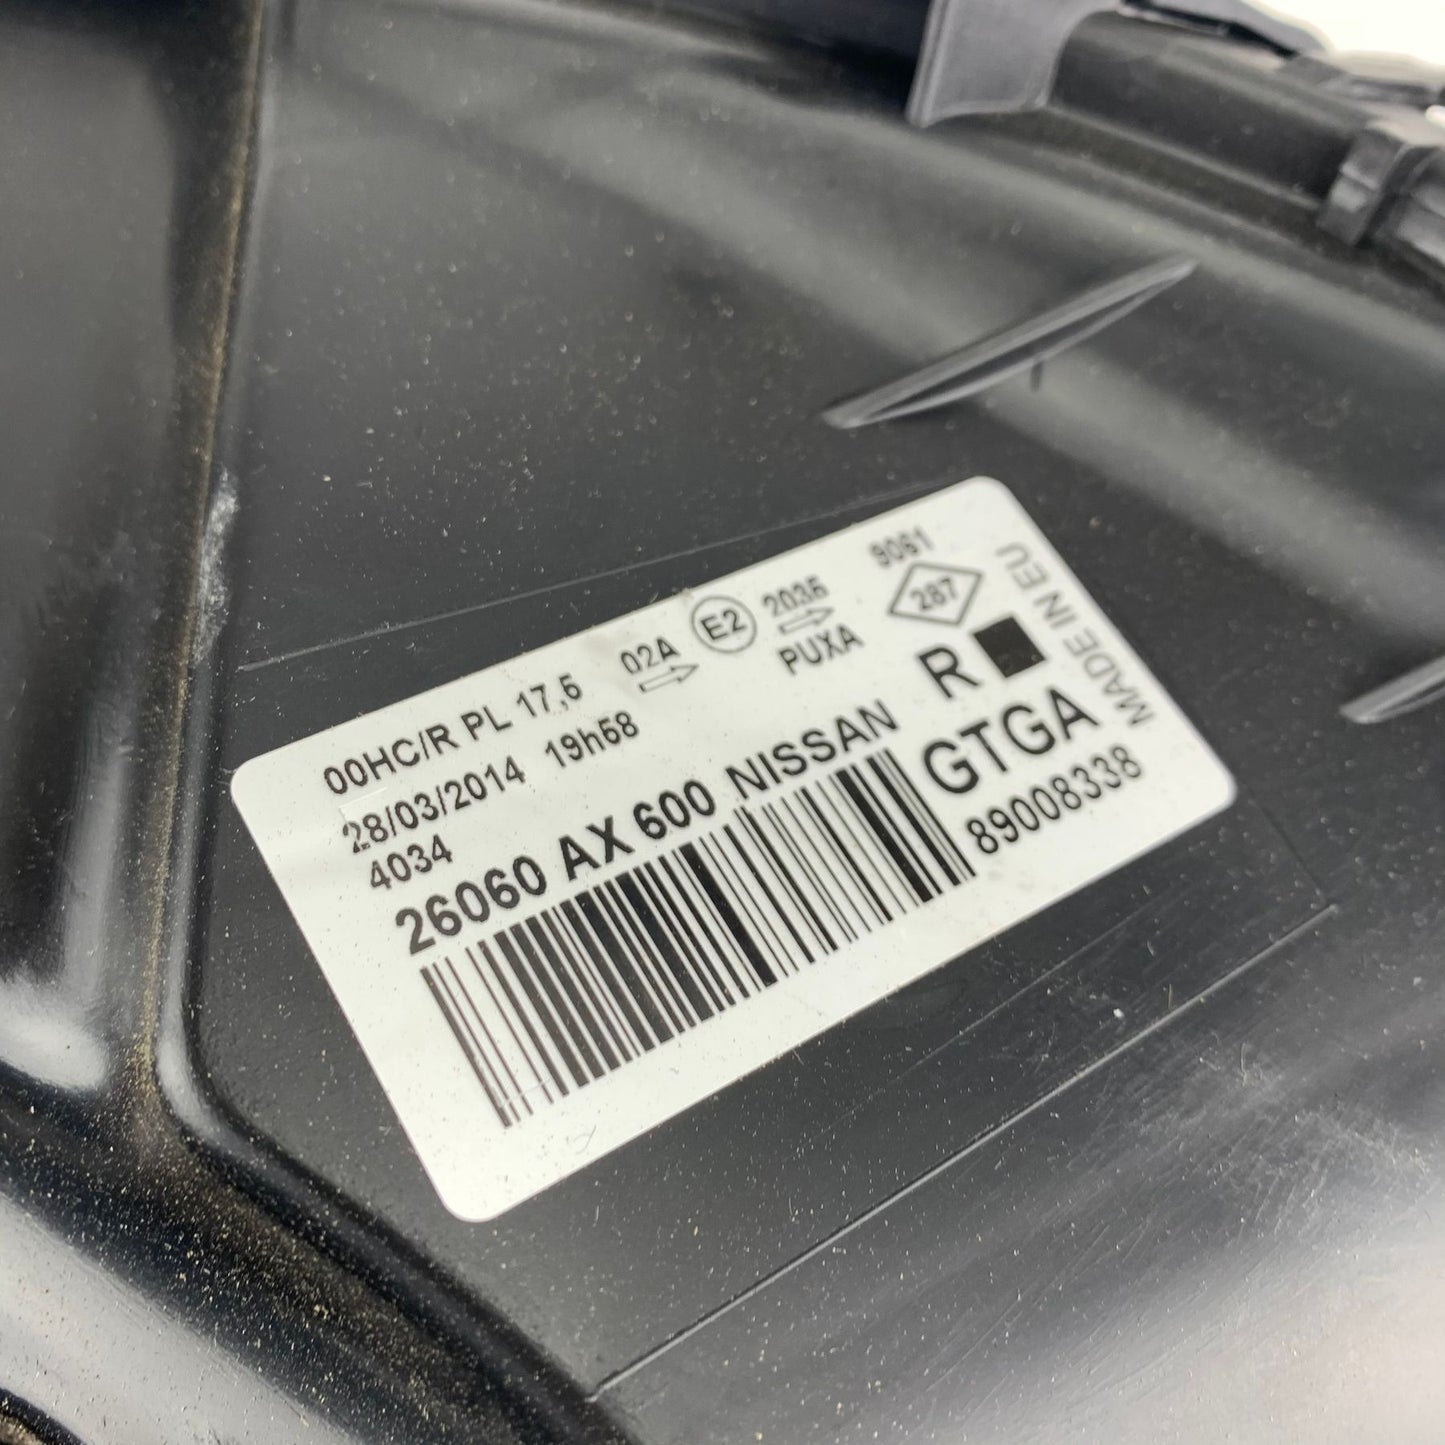 00HC/R PL 17,5
02A
E2
2035
9061
28/03/2014 19h58
PUXA
287
4034
R
26060 AX 600 NISSAN
GTGA
89008338
MADE IN EU